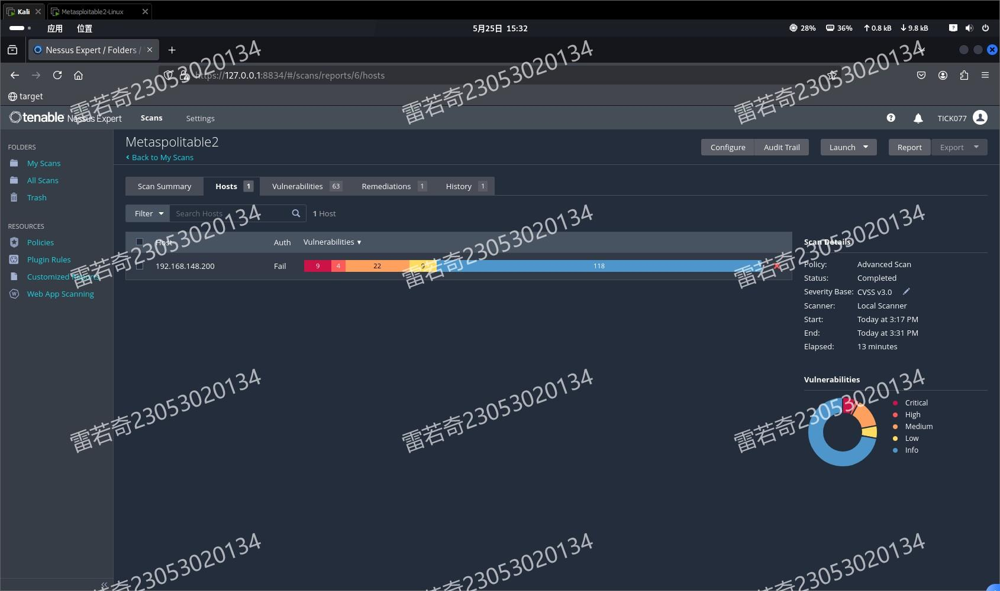 Kali
Metasploitable2-Linux
应用 位置 5月25日 15:32 28% 36% 0.8 kB 9.8 kB
Nessus Expert / Folders /
https://127.0.0.1:8834/#/scans/reports/6/hosts
target
tenable Nessus Expert Scans Settings TICK077
FOLDERS
My Scans
All Scans
Trash
RESOURCES
Policies
Plugin Rules
Customized Reports
Web App Scanning
Metaspolitable2
Back to My Scans
Configure Audit Trail Launch Report Export
Scan Summary Hosts 1 Vulnerabilities 63 Remediations 1 History 1
Filter Search Hosts 1 Host
Host Auth Vulnerabilities
192.168.148.200 Fail 9 4 22 9 118
Scan Details
Policy: Advanced Scan
Status: Completed
Severity Base: CVSS v3.0
Scanner: Local Scanner
Start: Today at 3:17 PM
End: Today at 3:31 PM
Elapsed: 13 minutes
Vulnerabilities
Critical
High
Medium
Low
Info
雷若奇23053020134
雷若奇23053020134
雷若奇23053020134
雷若奇23053020134
雷若奇23053020134
雷若奇23053020134
雷若奇23053020134
雷若奇23053020134
雷若奇23053020134
雷若奇23053020134
雷若奇23053020134
雷若奇23053020134